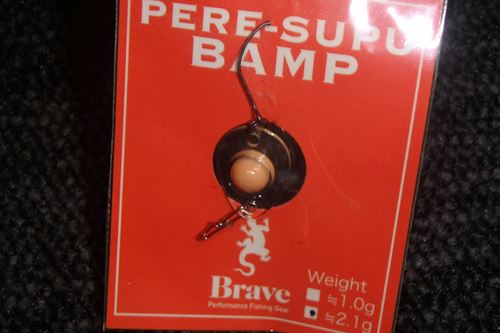 PERE-SUPU
BAMP
Brave
Performance Fishing Gear
Weight
≒1.0g
≒2.1g